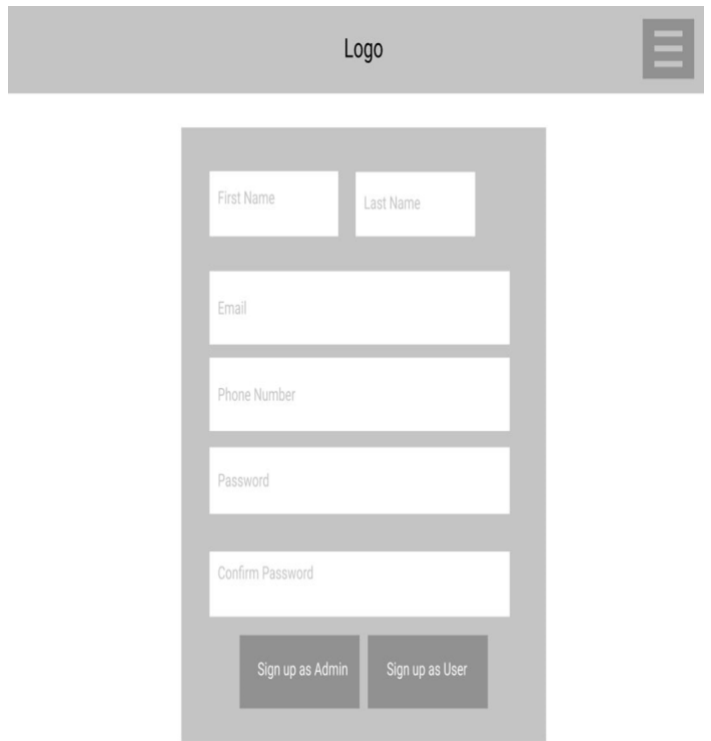 Logo
First Name Last Name
Email
Phone Number
Password
Confirm Password
Sign up as Admin Sign up as User